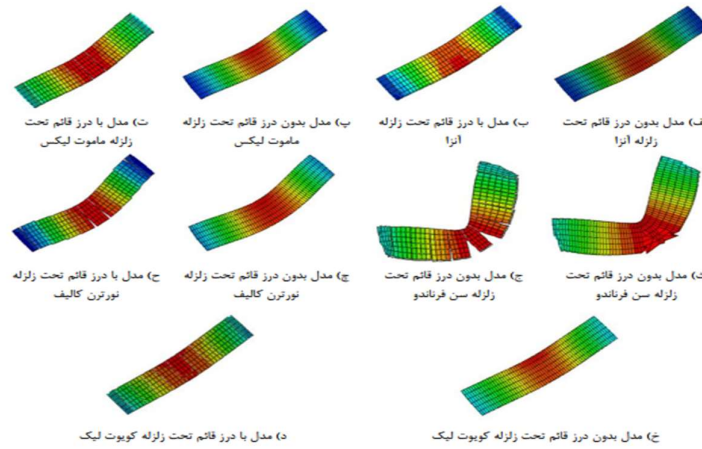 ف) مدل بدون درز قائم تحت
زلزله آنزا
ب) مدل با درز قائم تحت زلزله
آنزا
پ) مدل بدون درز قائم تحت زلزله
ماموت لیکس
ت) مدل با درز قائم تحت
زلزله ماموت لیکس
ث) مدل بدون درز قائم تحت
زلزله سن فرناندو
ج) مدل بدون درز قائم تحت
زلزله سن فرناندو
چ) مدل بدون درز قائم تحت زلزله
نورترن کالیف
ح) مدل با درز قائم تحت زلزله
نورترن کالیف
خ) مدل بدون درز قائم تحت زلزله کویوت لیک
د) مدل با درز قائم تحت زلزله کویوت لیک